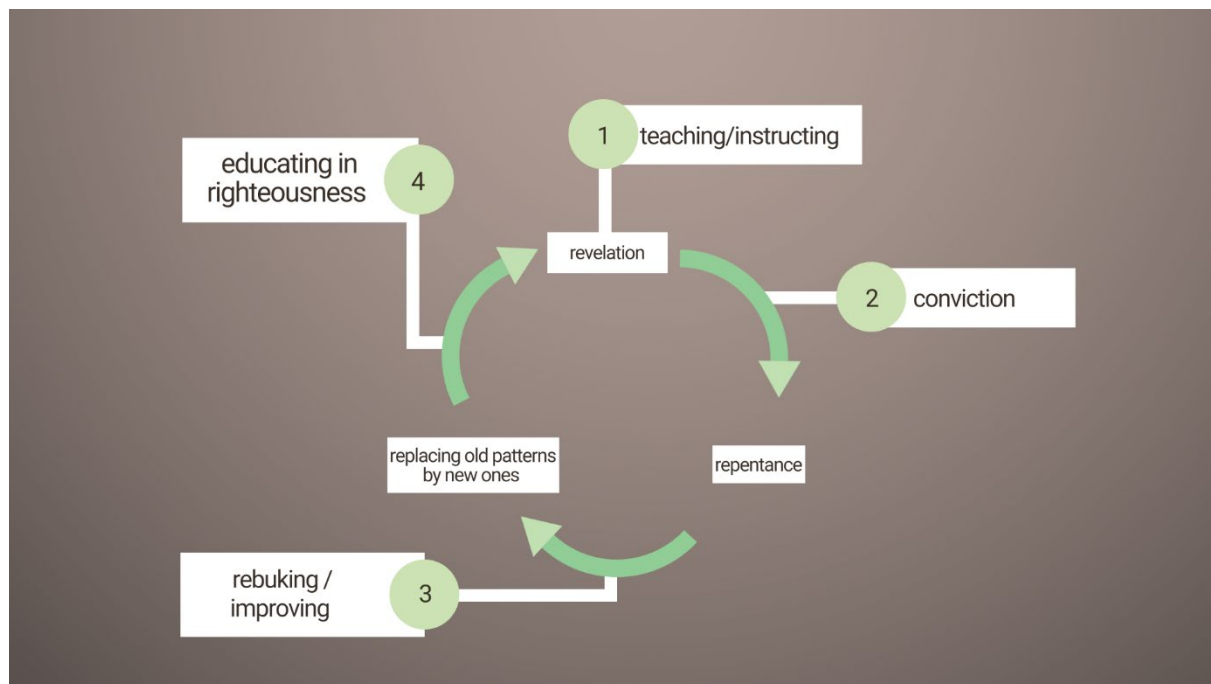 1
teaching/instructing
revelation
2
conviction
repentance
3
rebuking /
improving
replacing old patterns
by new ones
4
educating in
righteousness